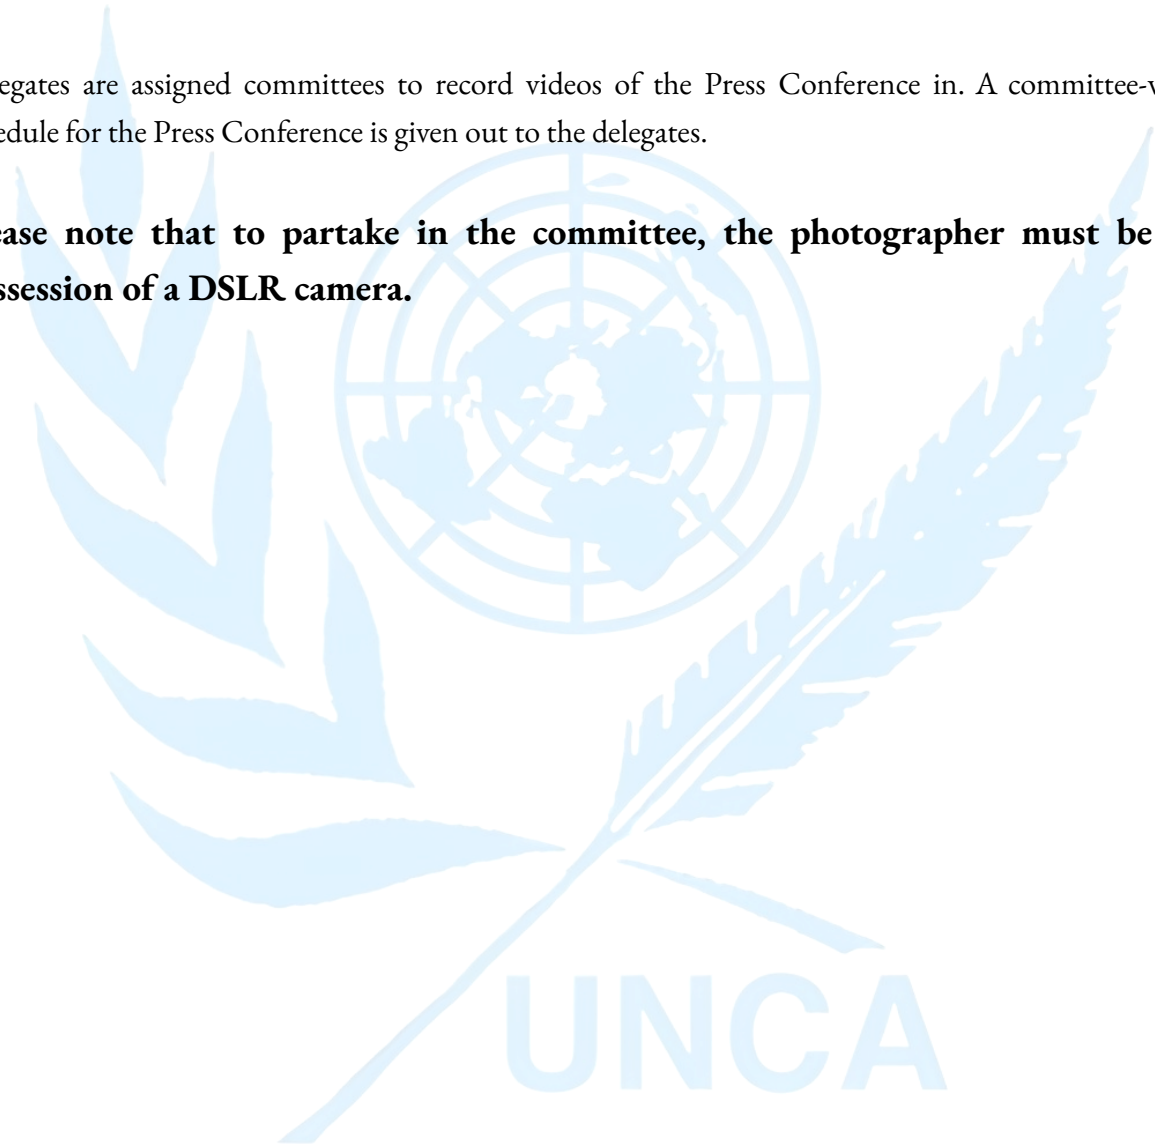 egates are assigned committees to record videos of the Press Conference in. A committee-
edule for the Press Conference is given out to the delegates.
ease note that to partake in the committee, the photographer must be
ssession of a DSLR camera.
UNCA